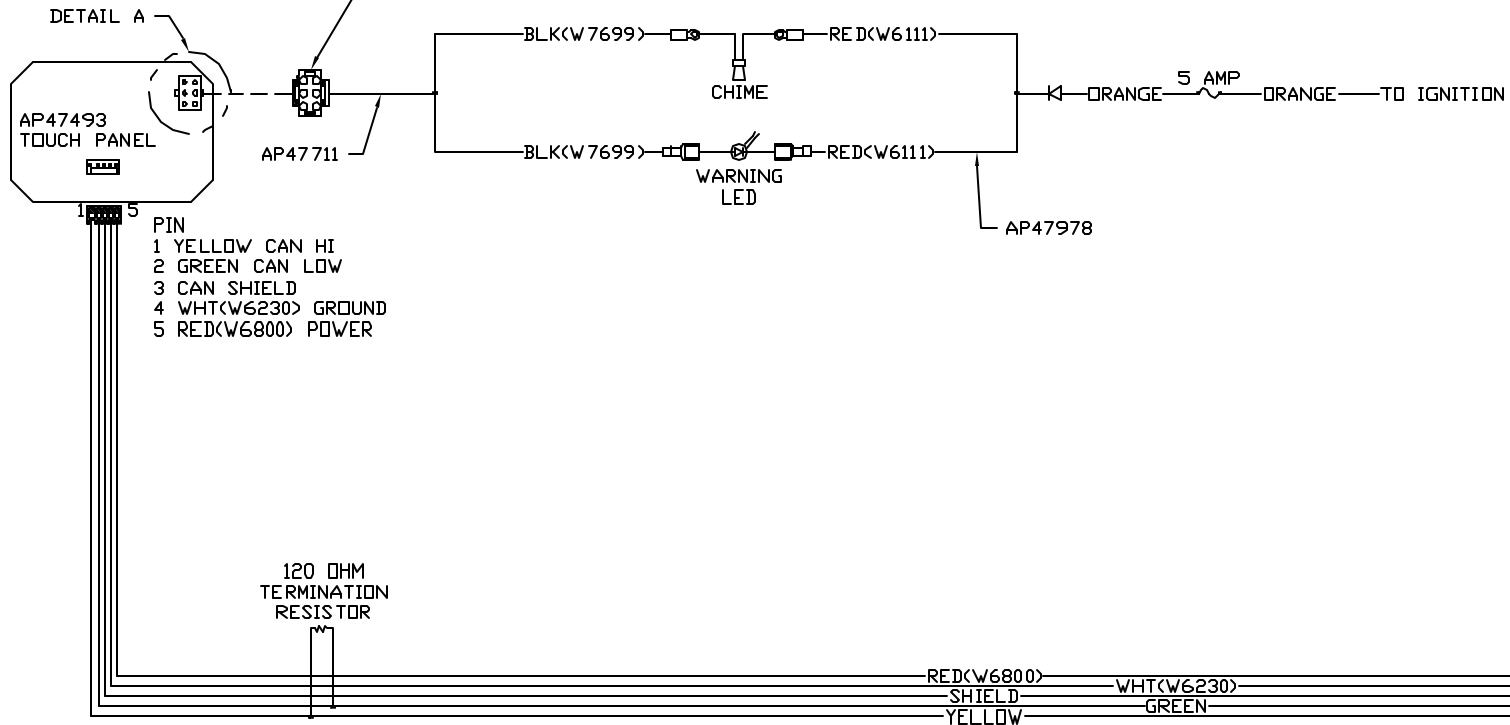 DETAIL A
BLK(W7699)
RED(W6111)
CHIME
5 AMP
ORANGE
ORANGE
TO IGNITION
AP47493
TOUCH PANEL
AP47711
BLK(W7699)
RED(W6111)
WARNING
LED
AP47978
1
5
PIN
1 YELLOW CAN HI
2 GREEN CAN LOW
3 CAN SHIELD
4 WHT(W6230) GROUND
5 RED(W6800) POWER
120 OHM
TERMINATION
RESISTOR
RED(W6800)
WHT(W6230)
SHIELD
GREEN
YELLOW